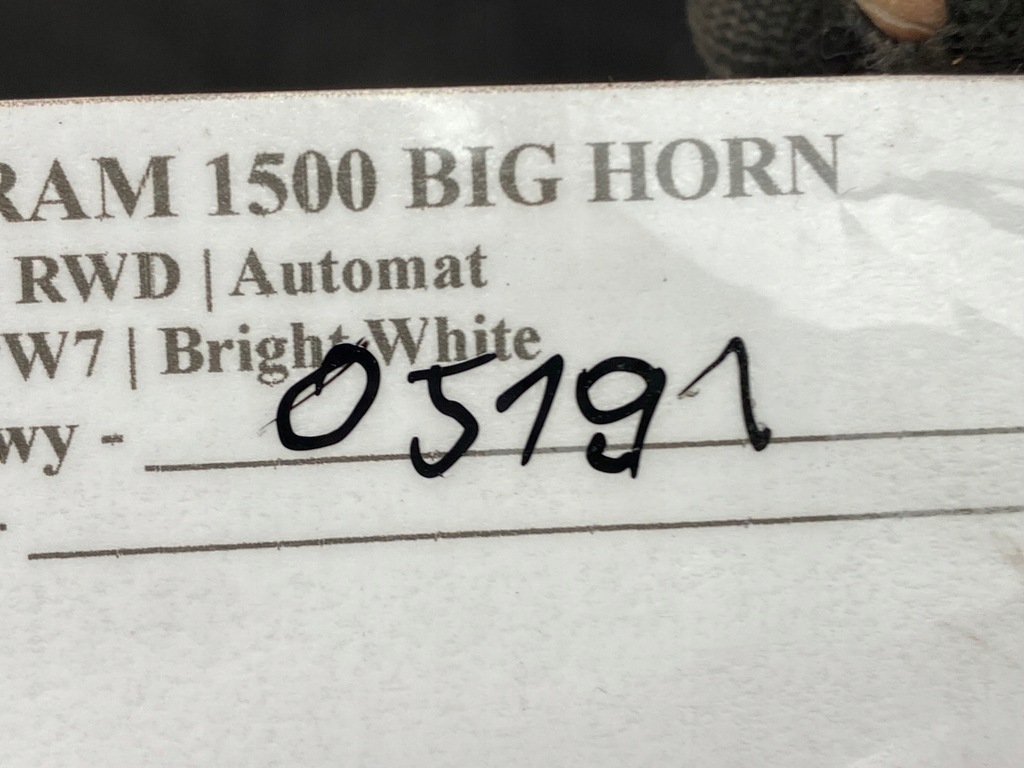 RAM 1500 BIG HORN
RWD | Automat
W7 | Bright White
wy - 05191
-